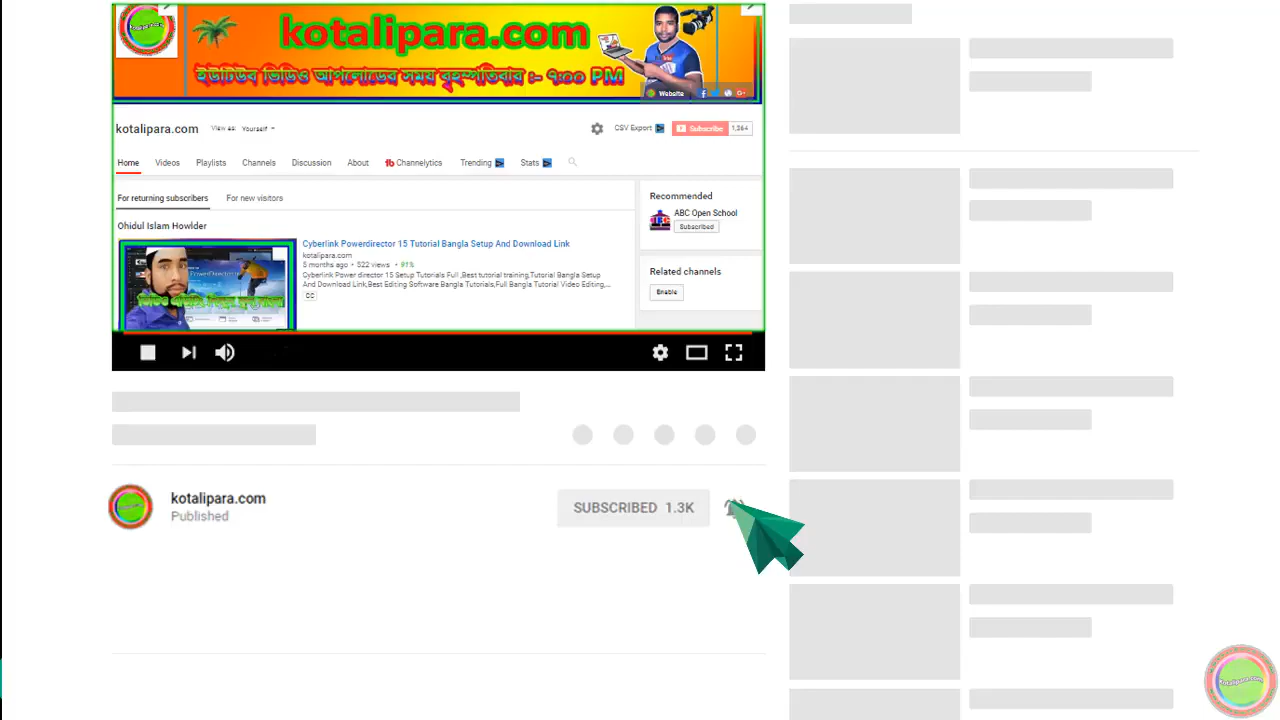 kotalipara.com
ইউটিউব ভিডিও আপলোডের সময় বৃহস্পতিবার :- ৭:০০ PM
Website
kotalipara.com View as: Yourself
CSV Export Subscribe 1,364
Home Videos Playlists Channels Discussion About Channelytics Trending Stats
For returning subscribers For new visitors
Ohidul Islam Howlder
Cyberlink Powerdirector 15 Tutorial Bangla Setup And Download Link
kotalipara.com
5 months ago • 522 views • 91%
Cyberlink Power director 15 Setup Tutorials Full ,Best tutorial training,Tutorial Bangla Setup
And Download Link,Best Editing Software Bangla Tutorials,Full Bangla Tutorial Video Editing,...
CC
Recommended
ABC Open School
Subscribed
Related channels
Enable
kotalipara.com
Published
SUBSCRIBED 1.3K
kotalipara.com